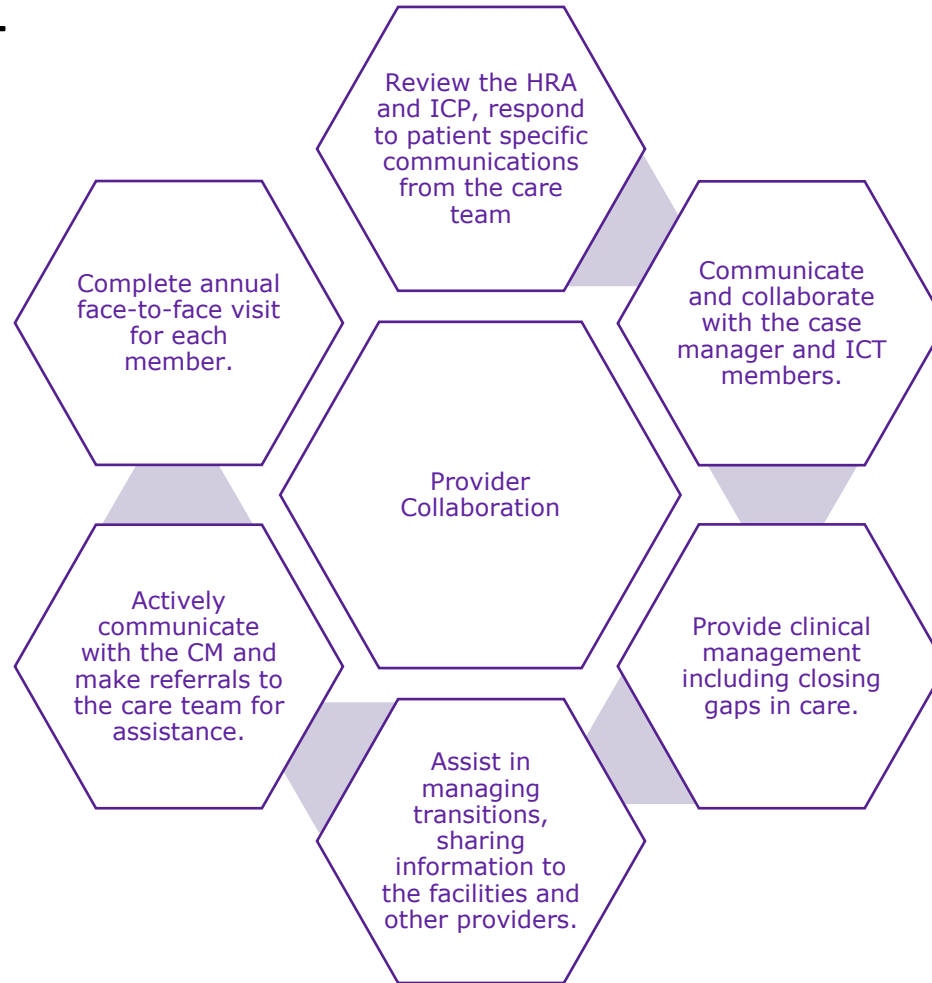 Review the HRA
and ICP, respond
to patient specific
communications
from the care
team
Communicate
and collaborate
with the case
manager and ICT
members.
Provide clinical
management
including closing
gaps in care.
Assist in
managing
transitions,
sharing
information to
the facilities and
other providers.
Actively
communicate
with the CM and
make referrals to
the care team for
assistance.
Complete annual
face-to-face visit
for each
member.
Provider
Collaboration